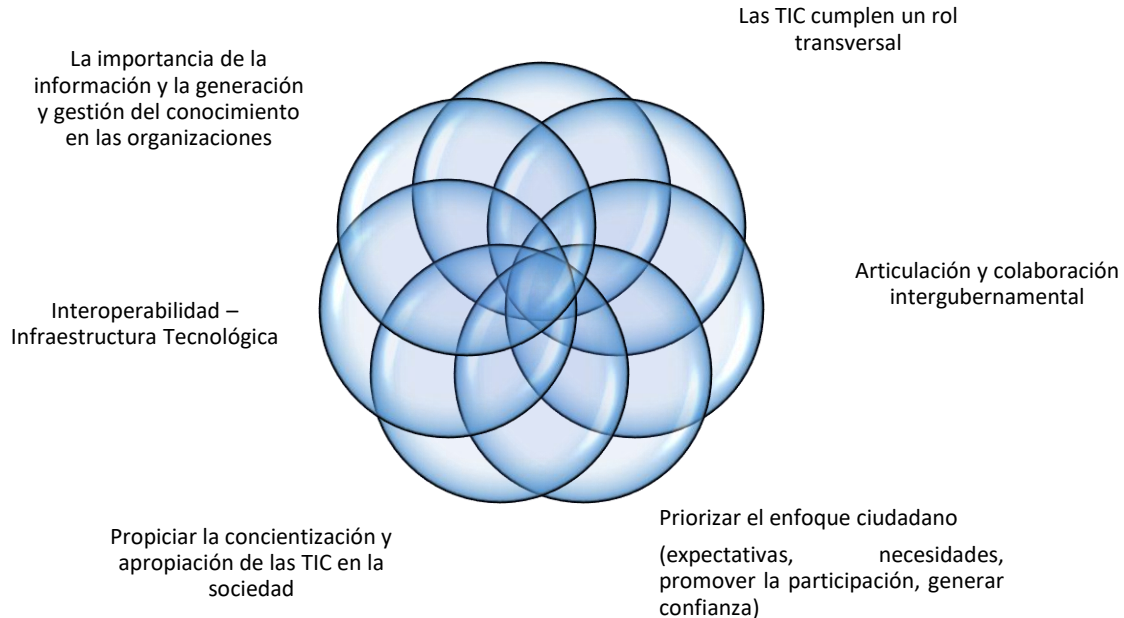 Las TIC cumplen un rol
transversal
La importancia de la
información y la generación
y gestión del conocimiento
en las organizaciones
Articulación y colaboración
intergubernamental
Interoperabilidad –
Infraestructura Tecnológica
Priorizar el enfoque ciudadano
(expectativas, necesidades,
promover la participación, generar
confianza)
Propiciar la concientización y
apropiación de las TIC en la
sociedad